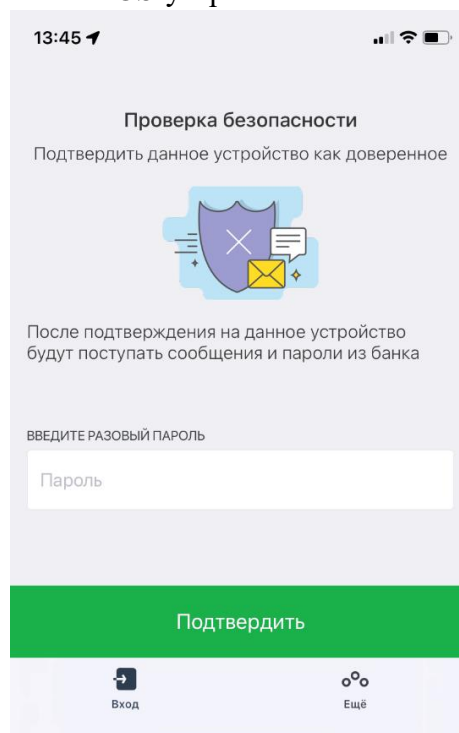 13:45
Проверка безопасности
Подтвердить данное устройство как доверенное
После подтверждения на данное устройство
будут поступать сообщения и пароли из банка
ВВЕДИТЕ РАЗОВЫЙ ПАРОЛЬ
Пароль
Подтвердить
Вход Ещё